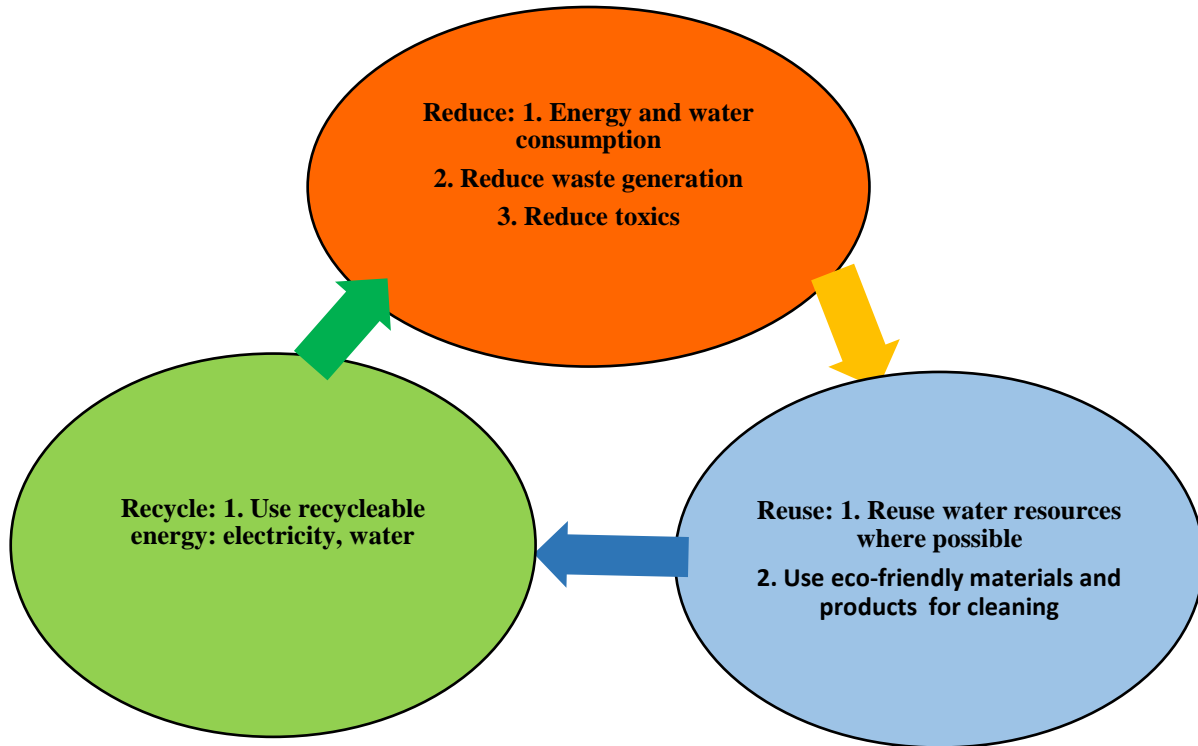 Reduce: 1. Energy and water
consumption
2. Reduce waste generation
3. Reduce toxics
Recycle: 1. Use recycleable
energy: electricity, water
Reuse: 1. Reuse water resources
where possible
2. Use eco-friendly materials and
products  for cleaning